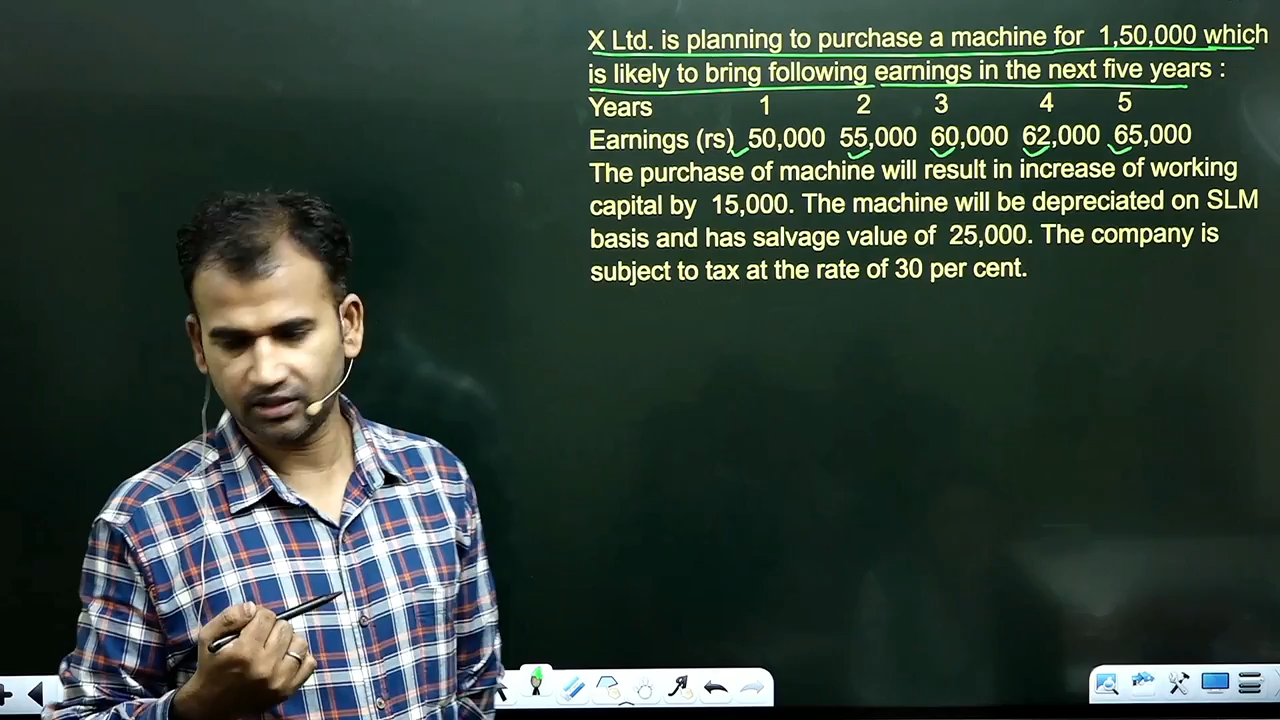 X Ltd. is planning to purchase a machine for 1,50,000 which
is likely to bring following earnings in the next five years :
Years 1 2 3 4 5
Earnings (rs) 50,000 55,000 60,000 62,000 65,000
The purchase of machine will result in increase of working
capital by 15,000. The machine will be depreciated on SLM
basis and has salvage value of 25,000. The company is
subject to tax at the rate of 30 per cent.